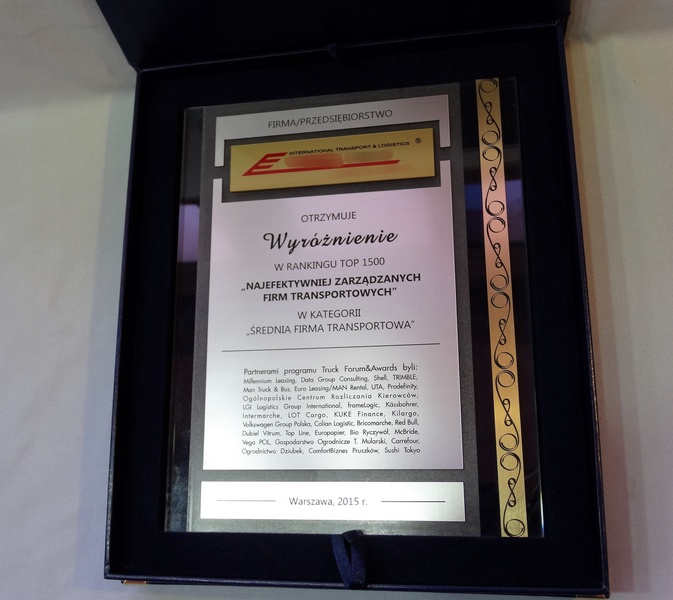 FIRMA/PRZEDSIĘBIORSTWO
INTERNATIONAL TRANSPORT & LOGISTICS ®
OTRZYMUJE
Wyróżnienie
W RANKINGU TOP 1500
„NAJEFEKTYWNIEJ ZARZĄDZANYCH
FIRM TRANSPORTOWYCH”
W KATEGORII
„ŚREDNIA FIRMA TRANSPORTOWA”
Partnerami programu Truck Forum&Awards byli:
Millennium Leasing, Data Group Consulting, Shell, TRIMBLE,
Man Truck & Bus, Euro Leasing/MAN Rental, UTA, Prodefinity,
Ogólnopolskie Centrum Rozliczania Kierowców,
LGI Logistics Group International, frameLogic, Kässbohrer,
Intermarche, LOT Cargo, KUKE Finance, Kilargo,
Volkswagen Group Polska, Colian Logistic, Bricomarche, Red Bull,
Dubiel Vitrum, Top Line, Europapier, Bio Ryczywół, McBride,
Vega POL, Gospodarstwo Ogrodnicze T. Mularski, Carrefour,
Ogrodnictwo Dziubek, ComfortBiznes Pruszków, Sushi Tokyo
Warszawa, 2015 r.